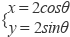 x = 2cosθ
y = 2sinθ